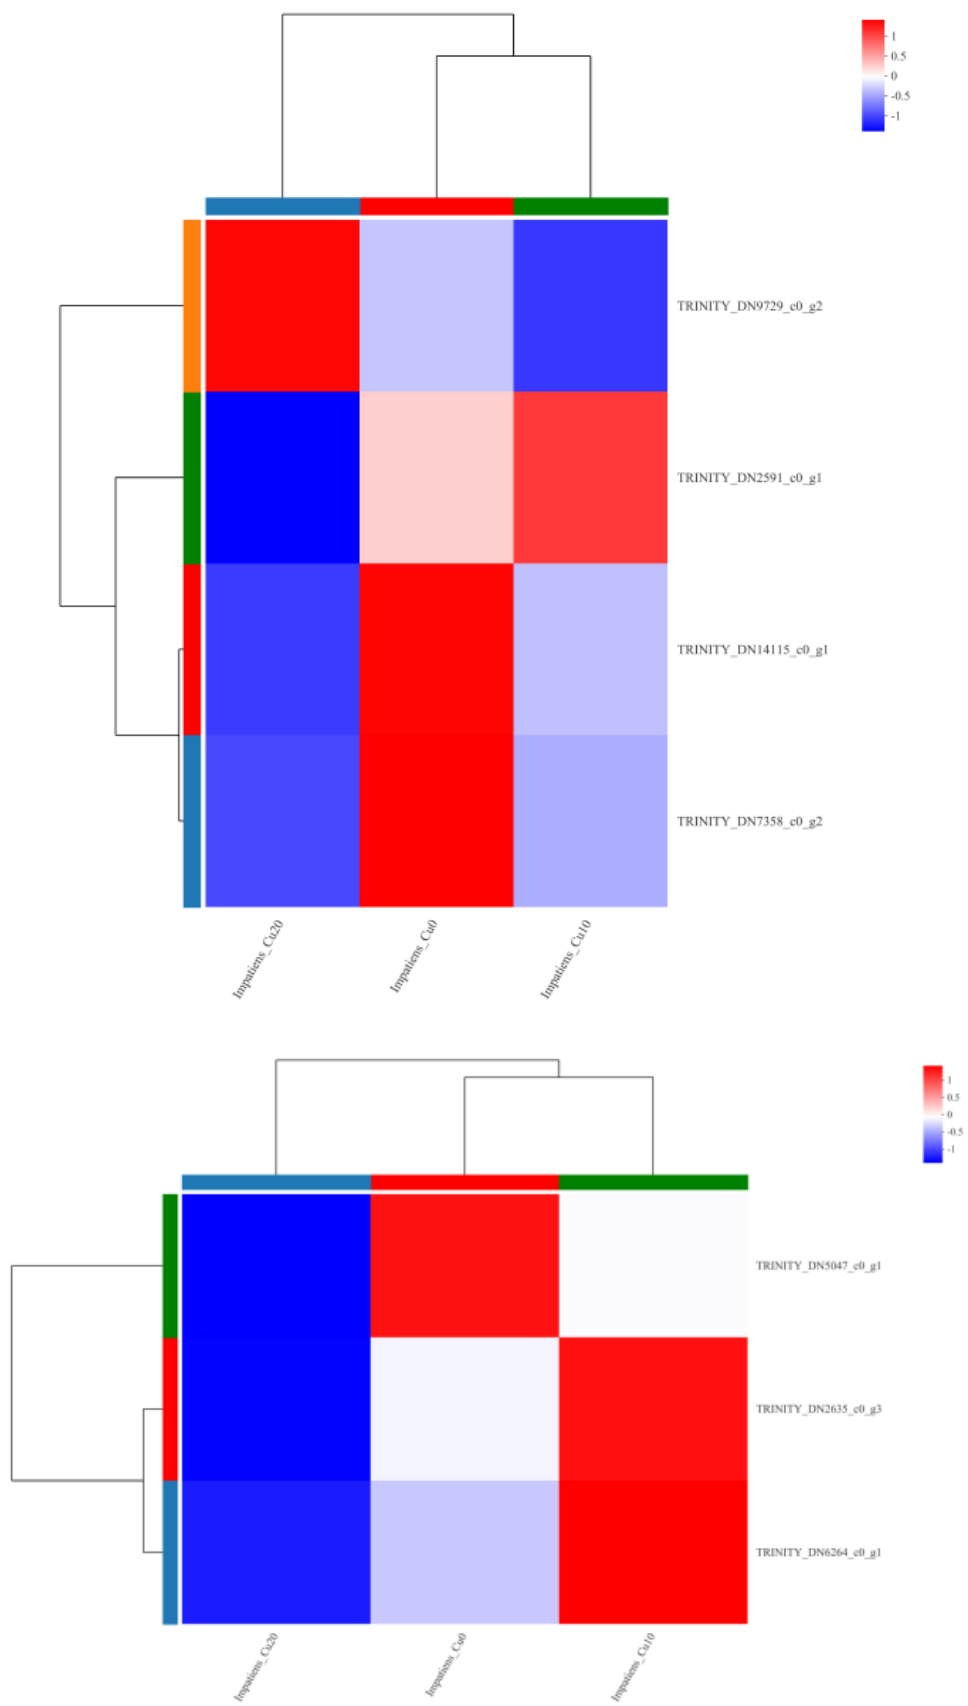 1
0.5
0
-0.5
-1
TRINITY_DN9729_c0_g2
TRINITY_DN2591_c0_g1
TRINITY_DN14115_c0_g1
TRINITY_DN7358_c0_g2
Impatiens_Cu20
Impatiens_Cu0
Impatiens_Cu10
1
0.5
0
-0.5
-1
TRINITY_DN5047_c0_g1
TRINITY_DN2635_c0_g3
TRINITY_DN6264_c0_g1
Impatiens_Cu20
Impatiens_Cu0
Impatiens_Cu10